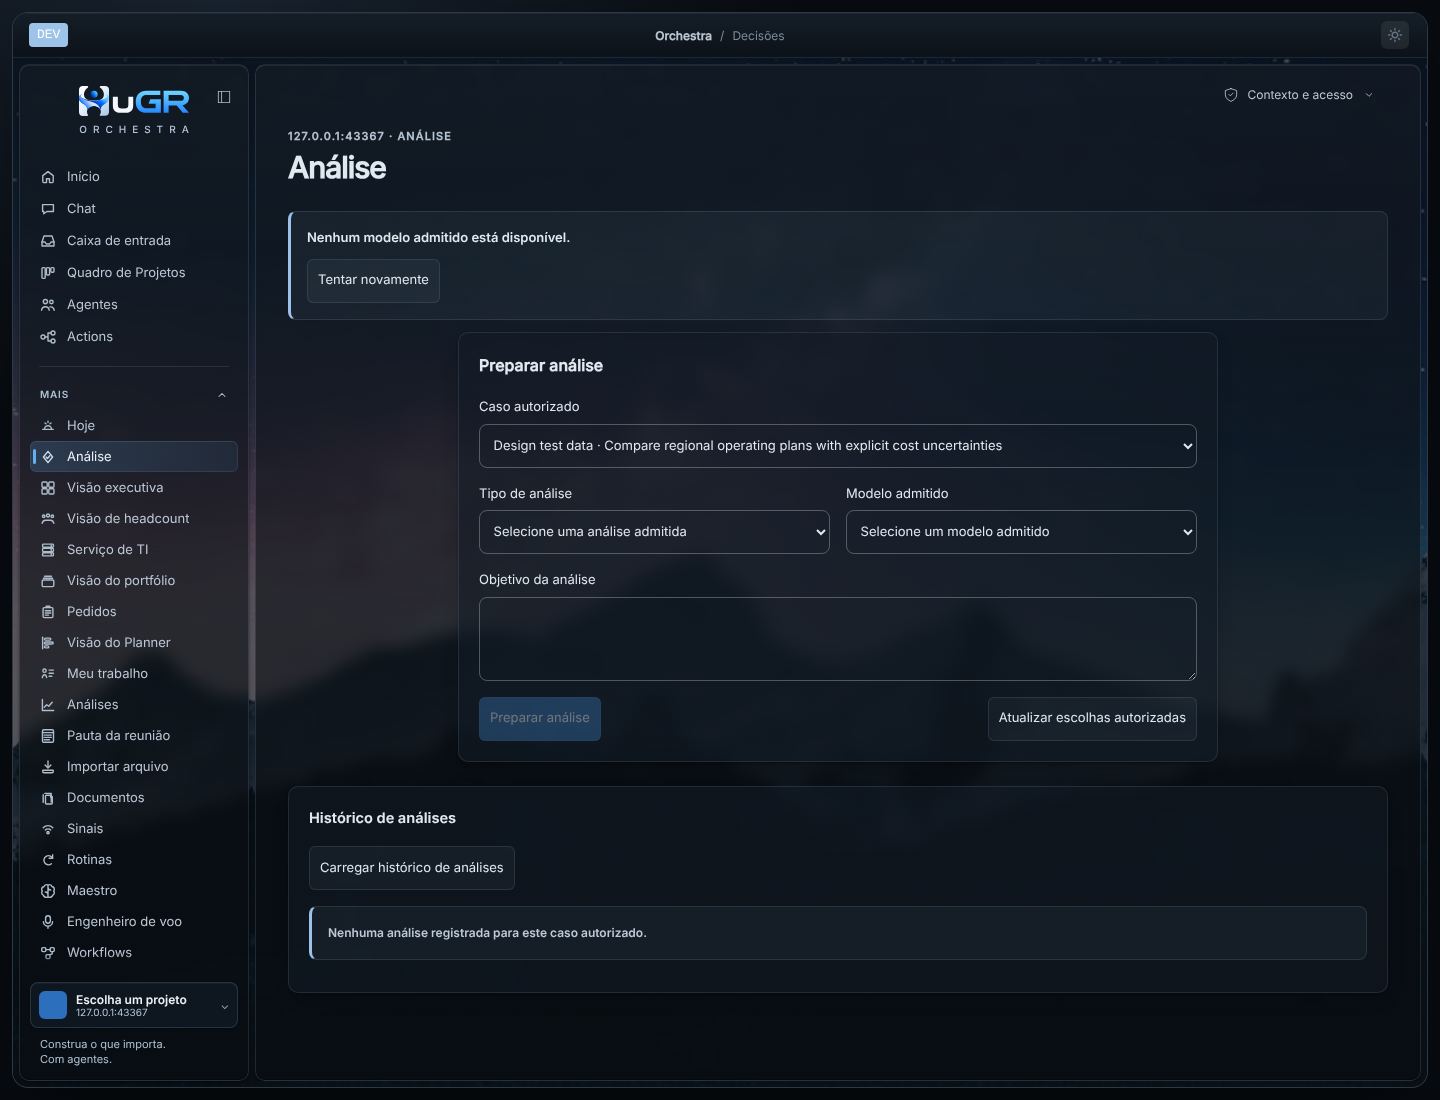 DEV
Orchestra / Decisões
HuGR
ORCHESTRA
Início
Chat
Caixa de entrada
Quadro de Projetos
Agentes
Actions
MAIS
Hoje
Análise
Visão executiva
Visão de headcount
Serviço de TI
Visão do portfólio
Pedidos
Visão do Planner
Meu trabalho
Análises
Pauta da reunião
Importar arquivo
Documentos
Sinais
Rotinas
Maestro
Engenheiro de voo
Workflows
Escolha um projeto
127.0.0.1:43367
Construa o que importa.
Com agentes.
Contexto e acesso
127.0.0.1:43367 · ANÁLISE
Análise
Nenhum modelo admitido está disponível.
Tentar novamente
Preparar análise
Caso autorizado
Design test data · Compare regional operating plans with explicit cost uncertainties
Tipo de análise
Selecione uma análise admitida
Modelo admitido
Selecione um modelo admitido
Objetivo da análise
Preparar análise
Atualizar escolhas autorizadas
Histórico de análises
Carregar histórico de análises
Nenhuma análise registrada para este caso autorizado.